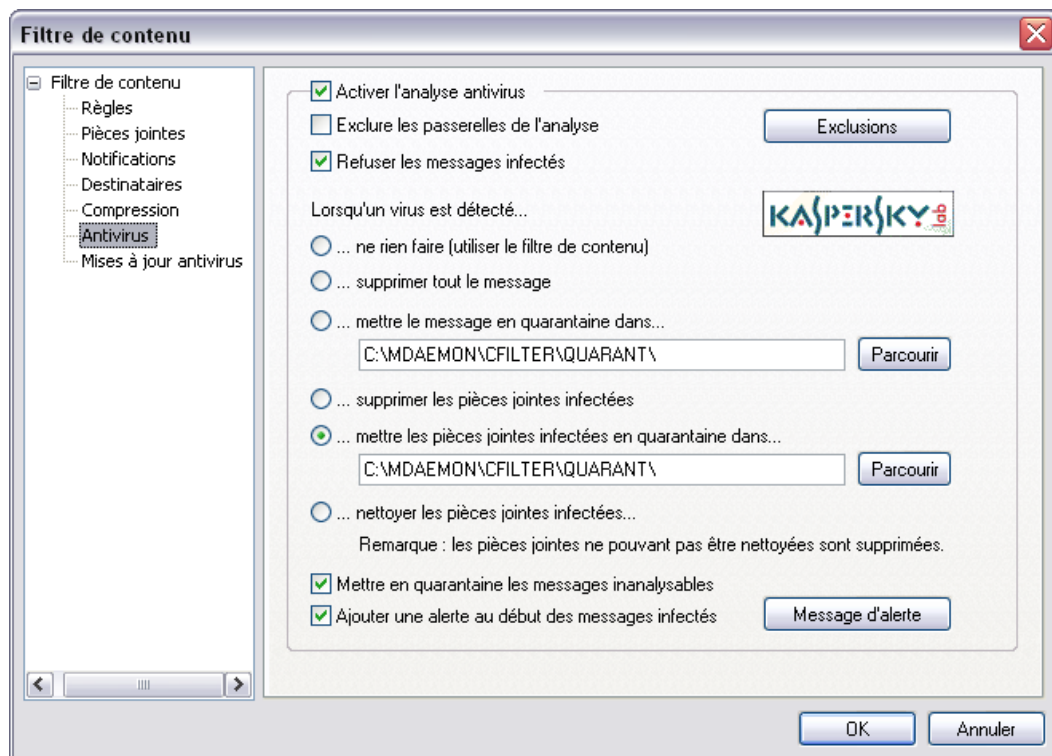 Filtre de contenu
Filtre de contenu
Règles
Pièces jointes
Notifications
Destinataires
Compression
Antivirus
Mises à jour antivirus
Activer l'analyse antivirus
Exclure les passerelles de l'analyse
Exclusions
Refuser les messages infectés
KASPERSKY lab
Lorsqu'un virus est détecté...
... ne rien faire (utiliser le filtre de contenu)
... supprimer tout le message
... mettre le message en quarantaine dans...
C:\MDAEMON\CFILTER\QUARANT\
Parcourir
... supprimer les pièces jointes infectées
... mettre les pièces jointes infectées en quarantaine dans...
C:\MDAEMON\CFILTER\QUARANT\
Parcourir
... nettoyer les pièces jointes infectées...
Remarque : les pièces jointes ne pouvant pas être nettoyées sont supprimées.
Mettre en quarantaine les messages inanalysables
Ajouter une alerte au début des messages infectés
Message d'alerte
OK
Annuler